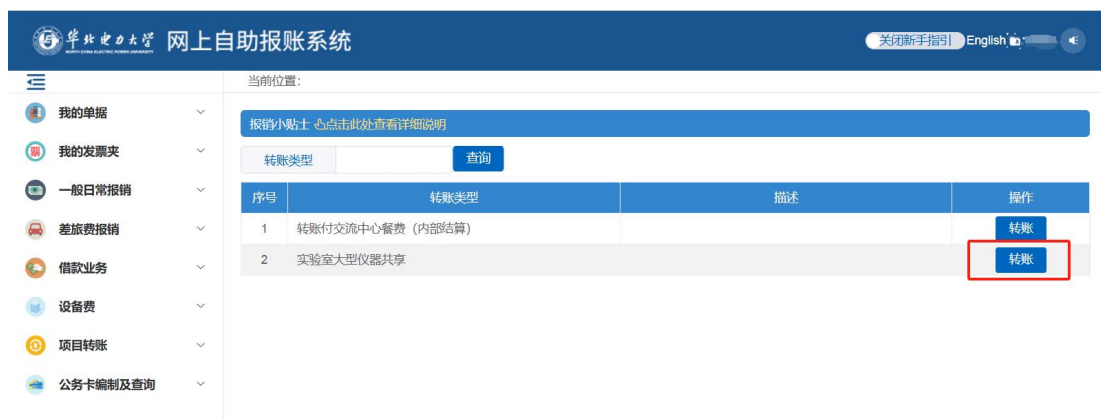 华北电力大学 网上自助报账系统 关闭新手指引 English
NORTH CHINA ELECTRIC POWER UNIVERSITY
当前位置：
我的单据
我的发票夹
一般日常报销
差旅费报销
借款业务
设备费
项目转账
公务卡编制及查询
报销小贴士 点击此处查看详细说明
转账类型 查询
序号 转账类型 描述 操作
1 转账付交流中心餐费（内部结算） 转账
2 实验室大型仪器共享 转账